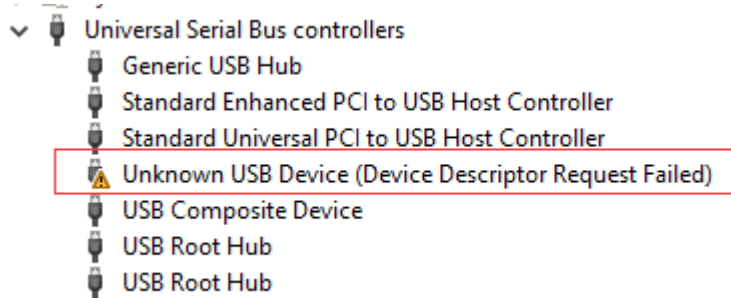 Universal Serial Bus controllers
Generic USB Hub
Standard Enhanced PCI to USB Host Controller
Standard Universal PCI to USB Host Controller
Unknown USB Device (Device Descriptor Request Failed)
USB Composite Device
USB Root Hub
USB Root Hub